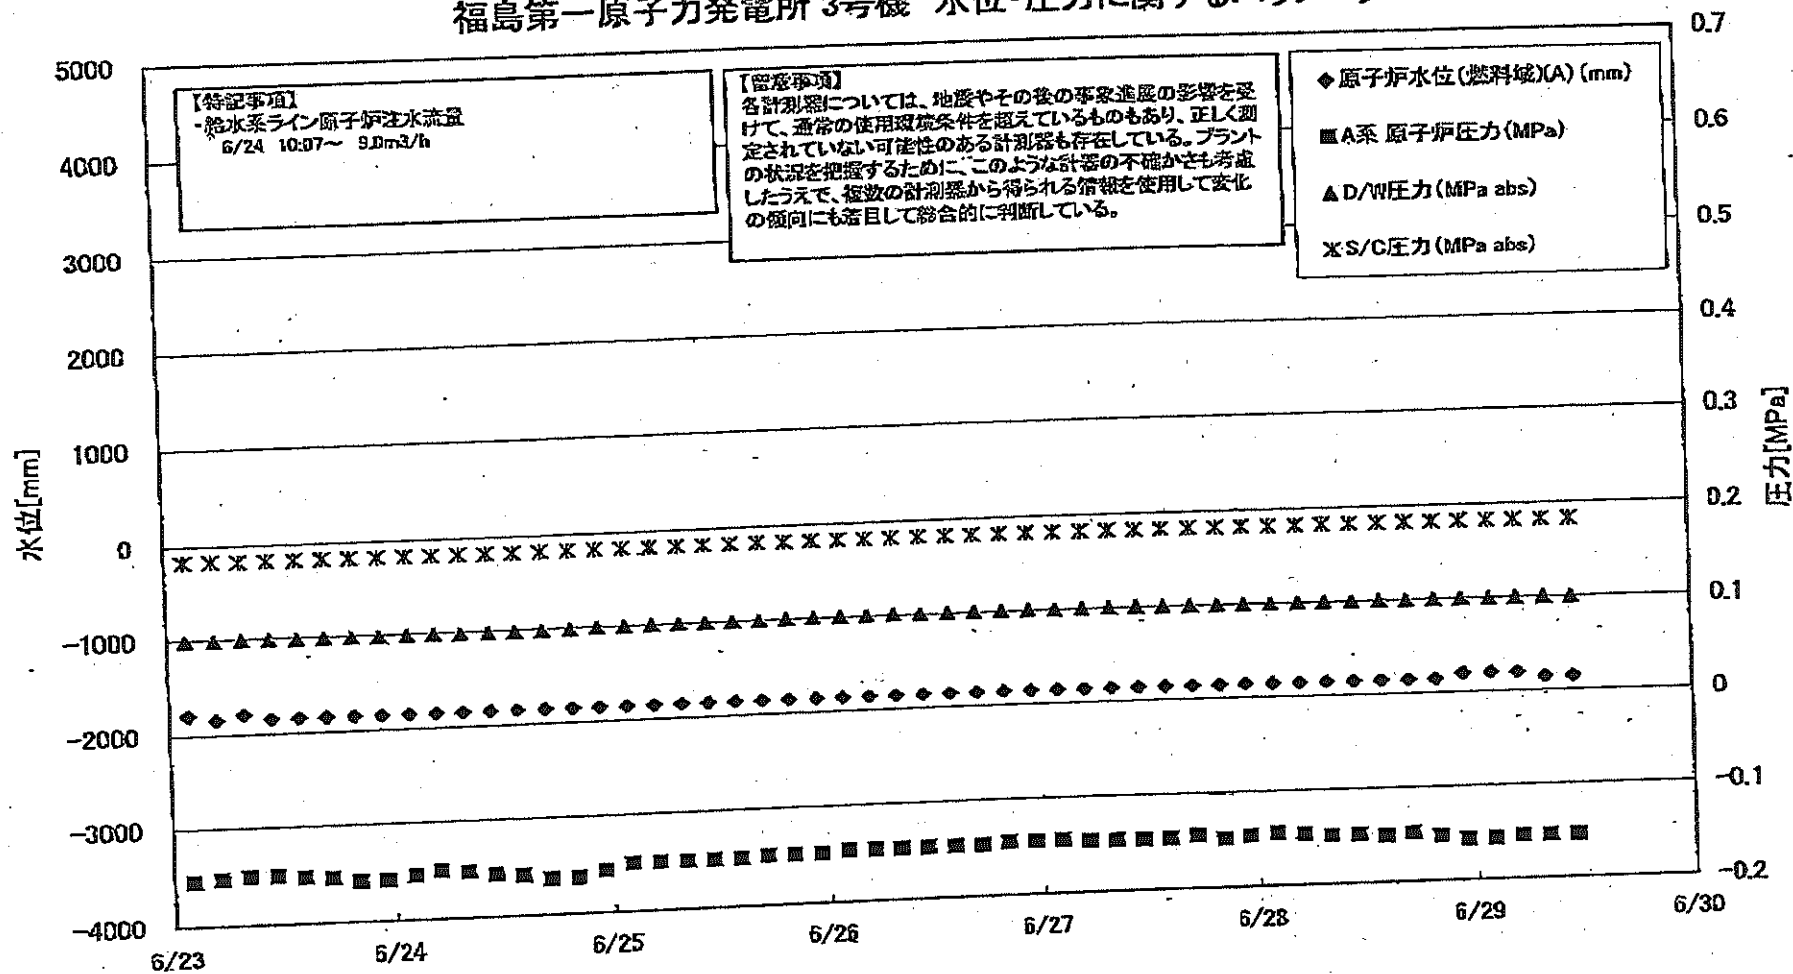 福島第一原子力発電所 3号機 水位・圧力に関するパラメータ
【特記事項】
・給水系ライン原子炉注水流量
6/24 10:07～ 9.0m3/h
【留意事項】
各計測器については、地震やその後の事象進展の影響を受
けて、通常の使用環境条件を超えているものもあり、正しく測
定されていない可能性のある計測器も存在している。プラント
の状況を把握するために、このような計器の不確かさも考慮
したうえで、複数の計測器から得られる情報を使用して変化
の傾向にも着目して総合的に判断している。
◆原子炉水位(燃料域)(A)(mm)
■A系 原子炉圧力(MPa)
▲D/W圧力(MPa abs)
S/C圧力(MPa abs)
水位[mm]
5000
4000
3000
2000
1000
0
-1000
-2000
-3000
-4000
0.7
0.6
0.5
0.4
0.3
0.2
0.1
0
-0.1
-0.2
圧力[MPa]
6/23
6/24
6/25
6/26
6/27
6/28
6/29
6/30